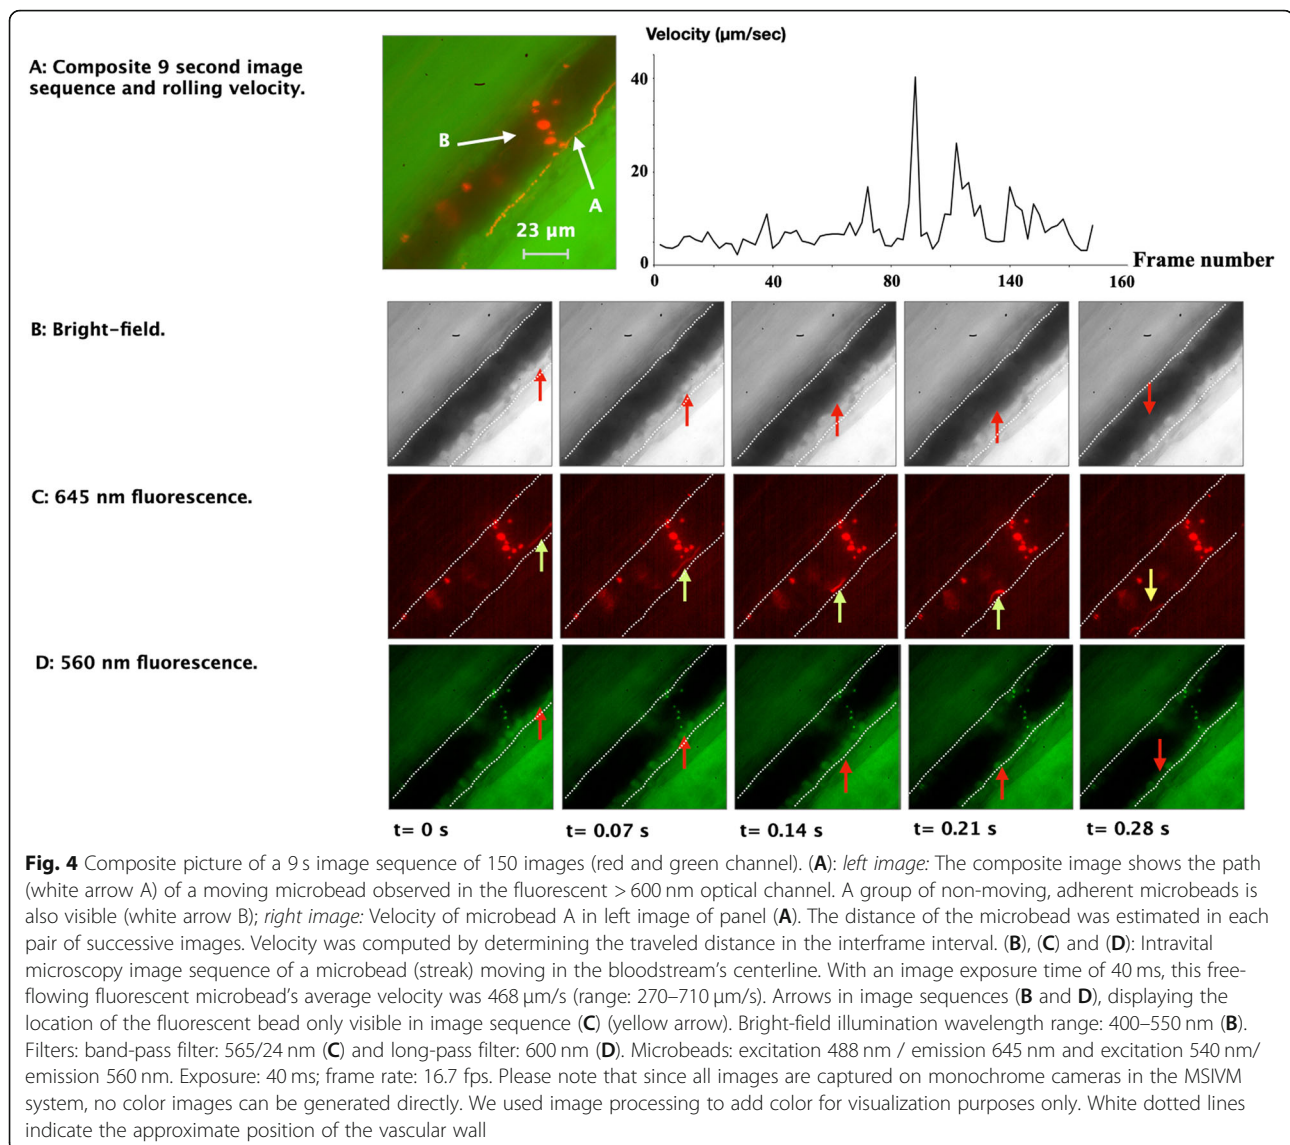 A: Composite 9 second image
sequence and rolling velocity.
B
A
23 µm
Velocity (µm/sec)
40
20
0
0
40
80
140
160
Frame number
B: Bright-field.
C: 645 nm fluorescence.
D: 560 nm fluorescence.
t= 0 s
t= 0.07 s
t= 0.14 s
t= 0.21 s
t= 0.28 s
Fig. 4 Composite picture of a 9 s image sequence of 150 images (red and green channel). (A): left image: The composite image shows the path
(white arrow A) of a moving microbead observed in the fluorescent > 600 nm optical channel. A group of non-moving, adherent microbeads is
also visible (white arrow B); right image: Velocity of microbead A in left image of panel (A). The distance of the microbead was estimated in each
pair of successive images. Velocity was computed by determining the traveled distance in the interframe interval. (B), (C) and (D): Intravital
microscopy image sequence of a microbead (streak) moving in the bloodstream's centerline. With an image exposure time of 40 ms, this free-
flowing fluorescent microbead's average velocity was 468 µm/s (range: 270–710 µm/s). Arrows in image sequences (B and D), displaying the
location of the fluorescent bead only visible in image sequence (C) (yellow arrow). Bright-field illumination wavelength range: 400–550 nm (B).
Filters: band-pass filter: 565/24 nm (C) and long-pass filter: 600 nm (D). Microbeads: excitation 488 nm / emission 645 nm and excitation 540 nm/
emission 560 nm. Exposure: 40 ms; frame rate: 16.7 fps. Please note that since all images are captured on monochrome cameras in the MSIVM
system, no color images can be generated directly. We used image processing to add color for visualization purposes only. White dotted lines
indicate the approximate position of the vascular wall